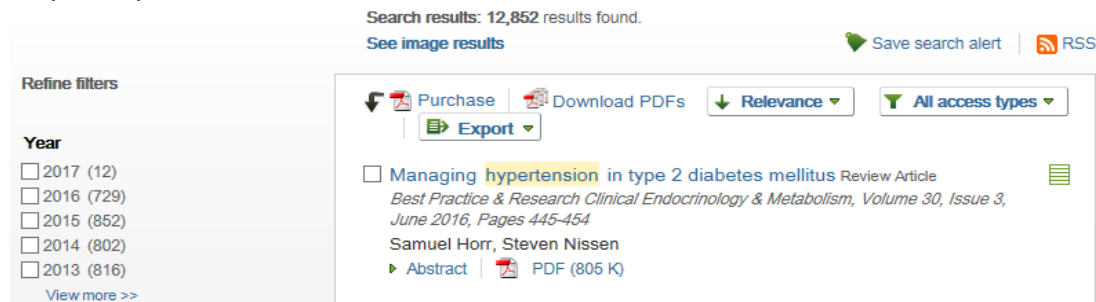 Search results: 12,852 results found.
See image results
Save search alert
RSS
Refine filters
Year
2017 (12)
2016 (729)
2015 (852)
2014 (802)
2013 (816)
View more >>
Purchase
Download PDFs
Relevance
All access types
Export
Managing hypertension in type 2 diabetes mellitus Review Article
Best Practice & Research Clinical Endocrinology & Metabolism, Volume 30, Issue 3,
June 2016, Pages 445-454
Samuel Horr, Steven Nissen
Abstract
PDF (805 K)